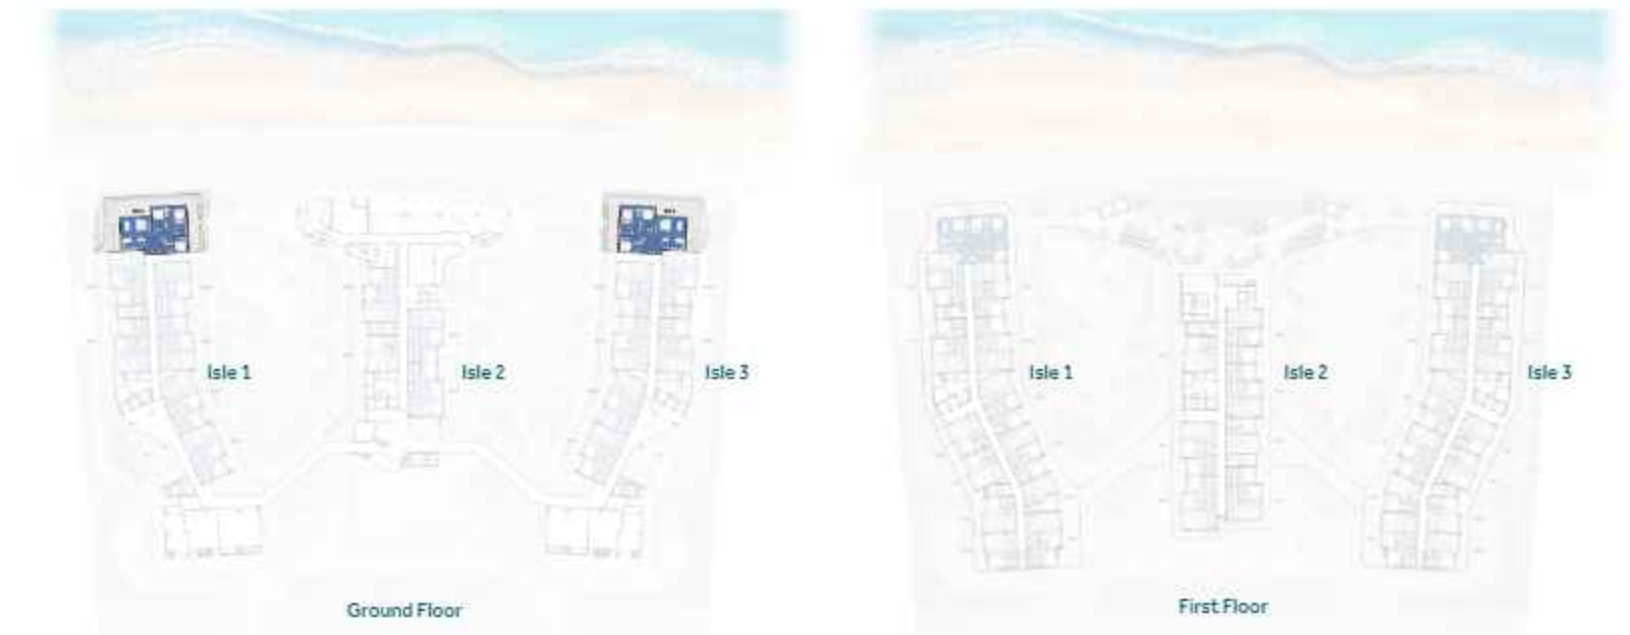 Isle 1
Isle 2
Isle 3
Ground Floor
Isle 1
Isle 2
Isle 3
First Floor